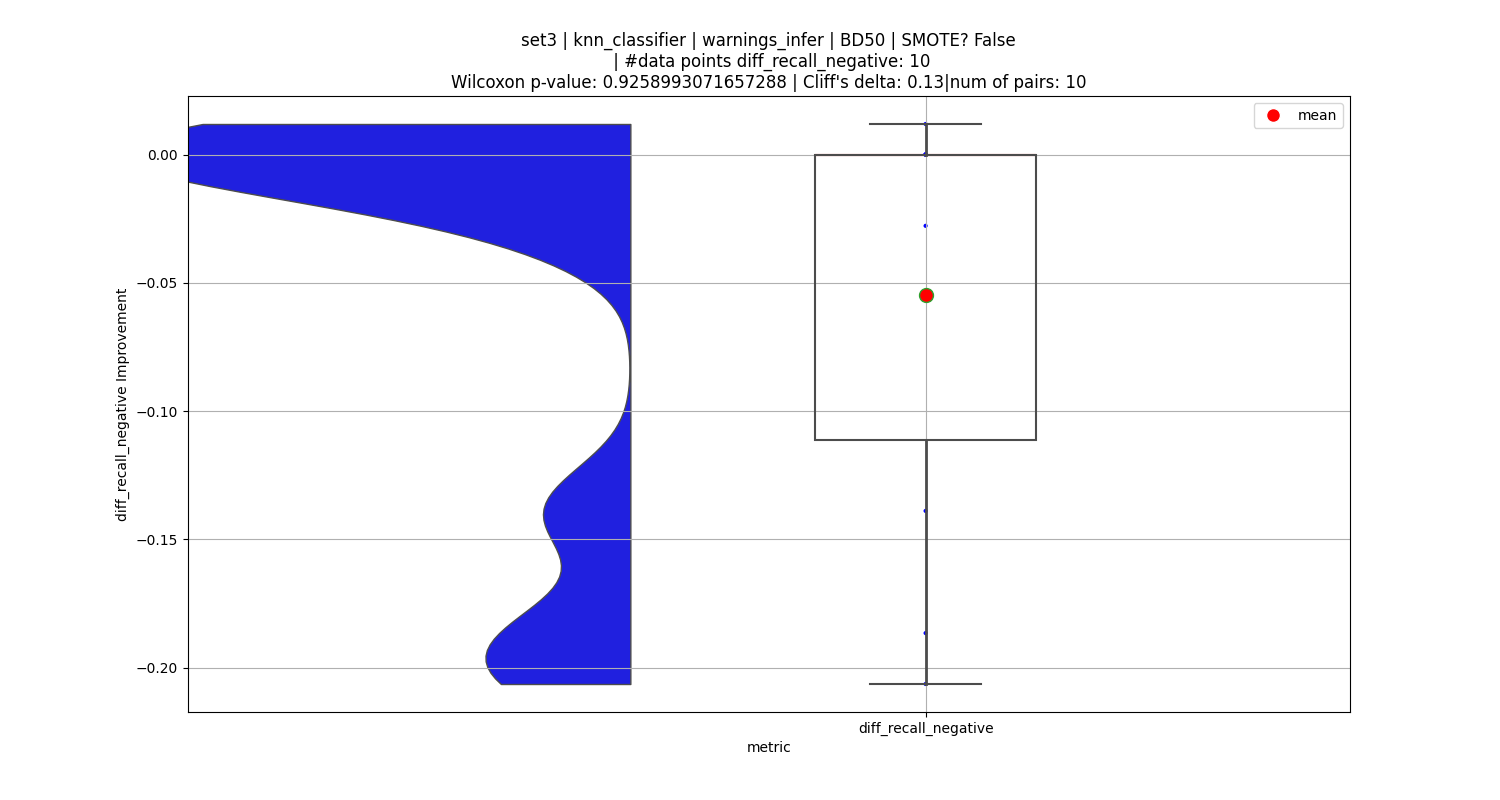 set3 | knn_classifier | warnings_infer | BD50 | SMOTE? False
| #data points diff_recall_negative: 10
Wilcoxon p-value: 0.9258993071657288 | Cliff's delta: 0.13|num of pairs: 10
mean
0.00
−0.05
−0.10
−0.15
−0.20
diff_recall_negative Improvement
diff_recall_negative
metric